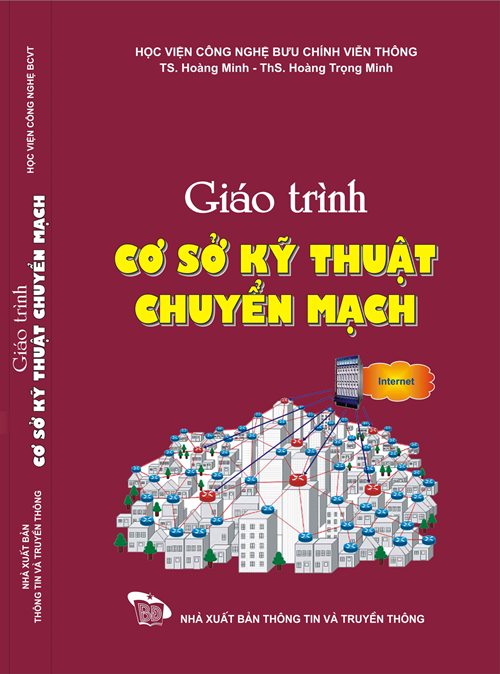 HỌC VIỆN CÔNG NGHỆ BƯU CHÍNH VIỄN THÔNG
TS. Hoàng Minh - ThS. Hoàng Trọng Minh
Giáo trình
CƠ SỞ KỸ THUẬT
CHUYỂN MẠCH
Internet
BĐ
NHÀ XUẤT BẢN THÔNG TIN VÀ TRUYỀN THÔNG
HỌC VIỆN CÔNG NGHỆ BCVT
Giáo trình
CƠ SỞ KỸ THUẬT CHUYỂN MẠCH
NHÀ XUẤT BẢN
THÔNG TIN VÀ TRUYỀN THÔNG